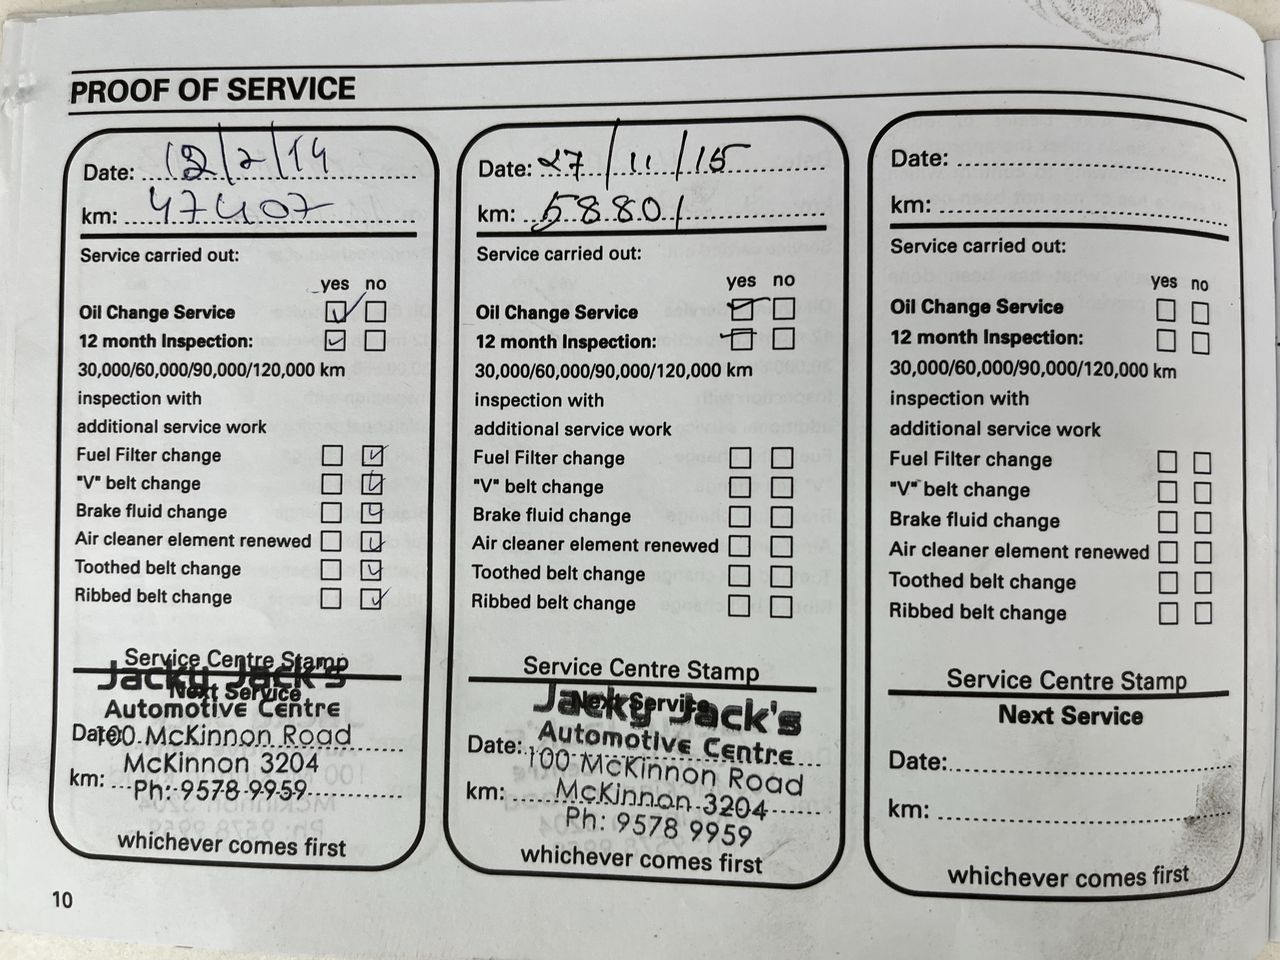 PROOF OF SERVICE
Date: 12/2/14
km: 47407
Service carried out:
yes no
Oil Change Service
12 month Inspection:
30,000/60,000/90,000/120,000 km
inspection with
additional service work
Fuel Filter change
"V" belt change
Brake fluid change
Air cleaner element renewed
Toothed belt change
Ribbed belt change
Service Centre Stamp
Jacky Jack's
Next Service
Automotive Centre
Date:
100 McKinnon Road
McKinnon 3204
km:
Ph: 9578 9959
whichever comes first
Date: 27/11/15
km: 58801
Service carried out:
yes no
Oil Change Service
12 month Inspection:
30,000/60,000/90,000/120,000 km
inspection with
additional service work
Fuel Filter change
"V" belt change
Brake fluid change
Air cleaner element renewed
Toothed belt change
Ribbed belt change
Service Centre Stamp
Jacky Jack's
Next Service
Automotive Centre
Date:
100 McKinnon Road
McKinnon 3204
km:
Ph: 9578 9959
whichever comes first
Date:
km:
Service carried out:
yes no
Oil Change Service
12 month Inspection:
30,000/60,000/90,000/120,000 km
inspection with
additional service work
Fuel Filter change
"V" belt change
Brake fluid change
Air cleaner element renewed
Toothed belt change
Ribbed belt change
Service Centre Stamp
Next Service
Date:
km:
whichever comes first
10